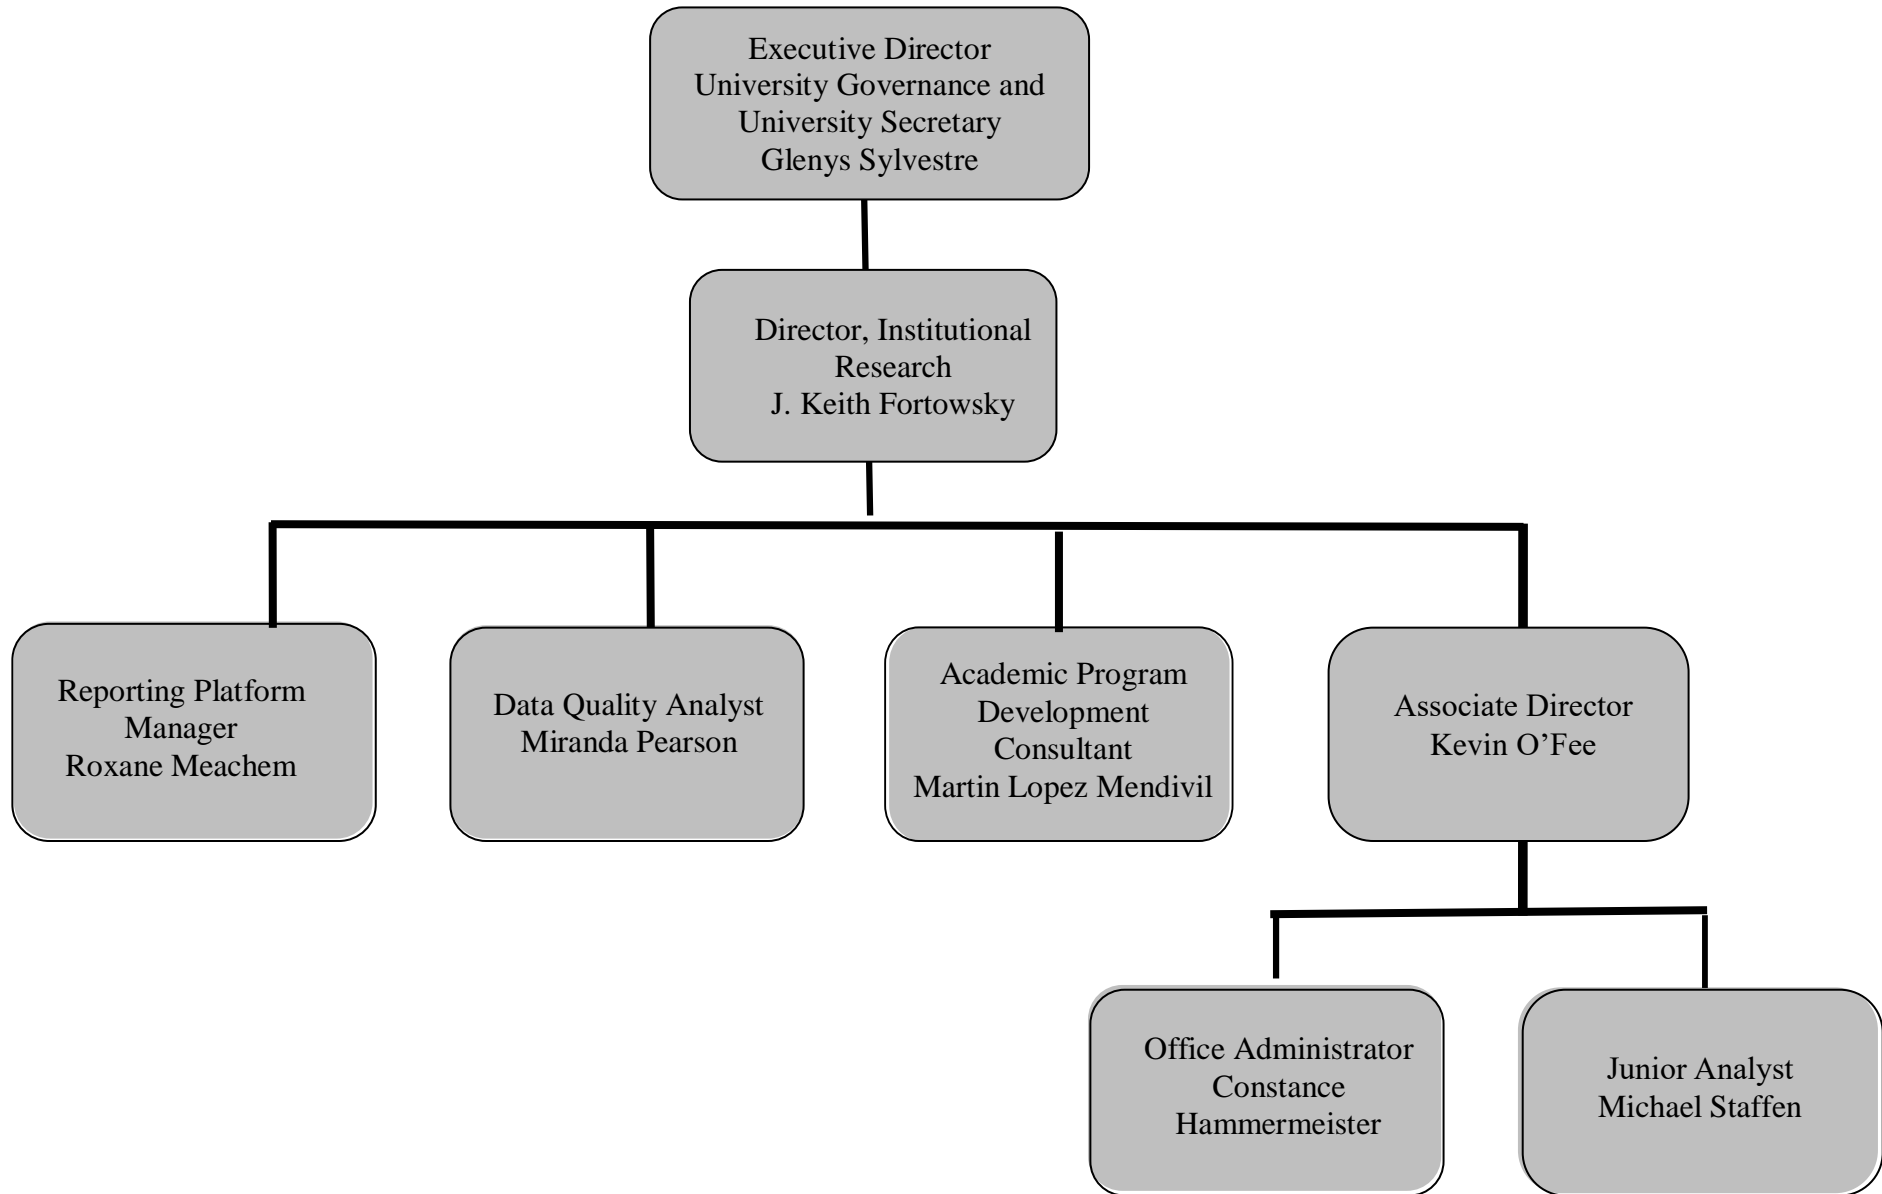 Executive Director
University Governance and
University Secretary
Glenys Sylvestre
Director, Institutional
Research
J. Keith Fortowsky
Reporting Platform
Manager
Roxane Meachem
Data Quality Analyst
Miranda Pearson
Academic Program
Development
Consultant
Martin Lopez Mendivil
Associate Director
Kevin O’Fee
Office Administrator
Constance
Hammermeister
Junior Analyst
Michael Staffen